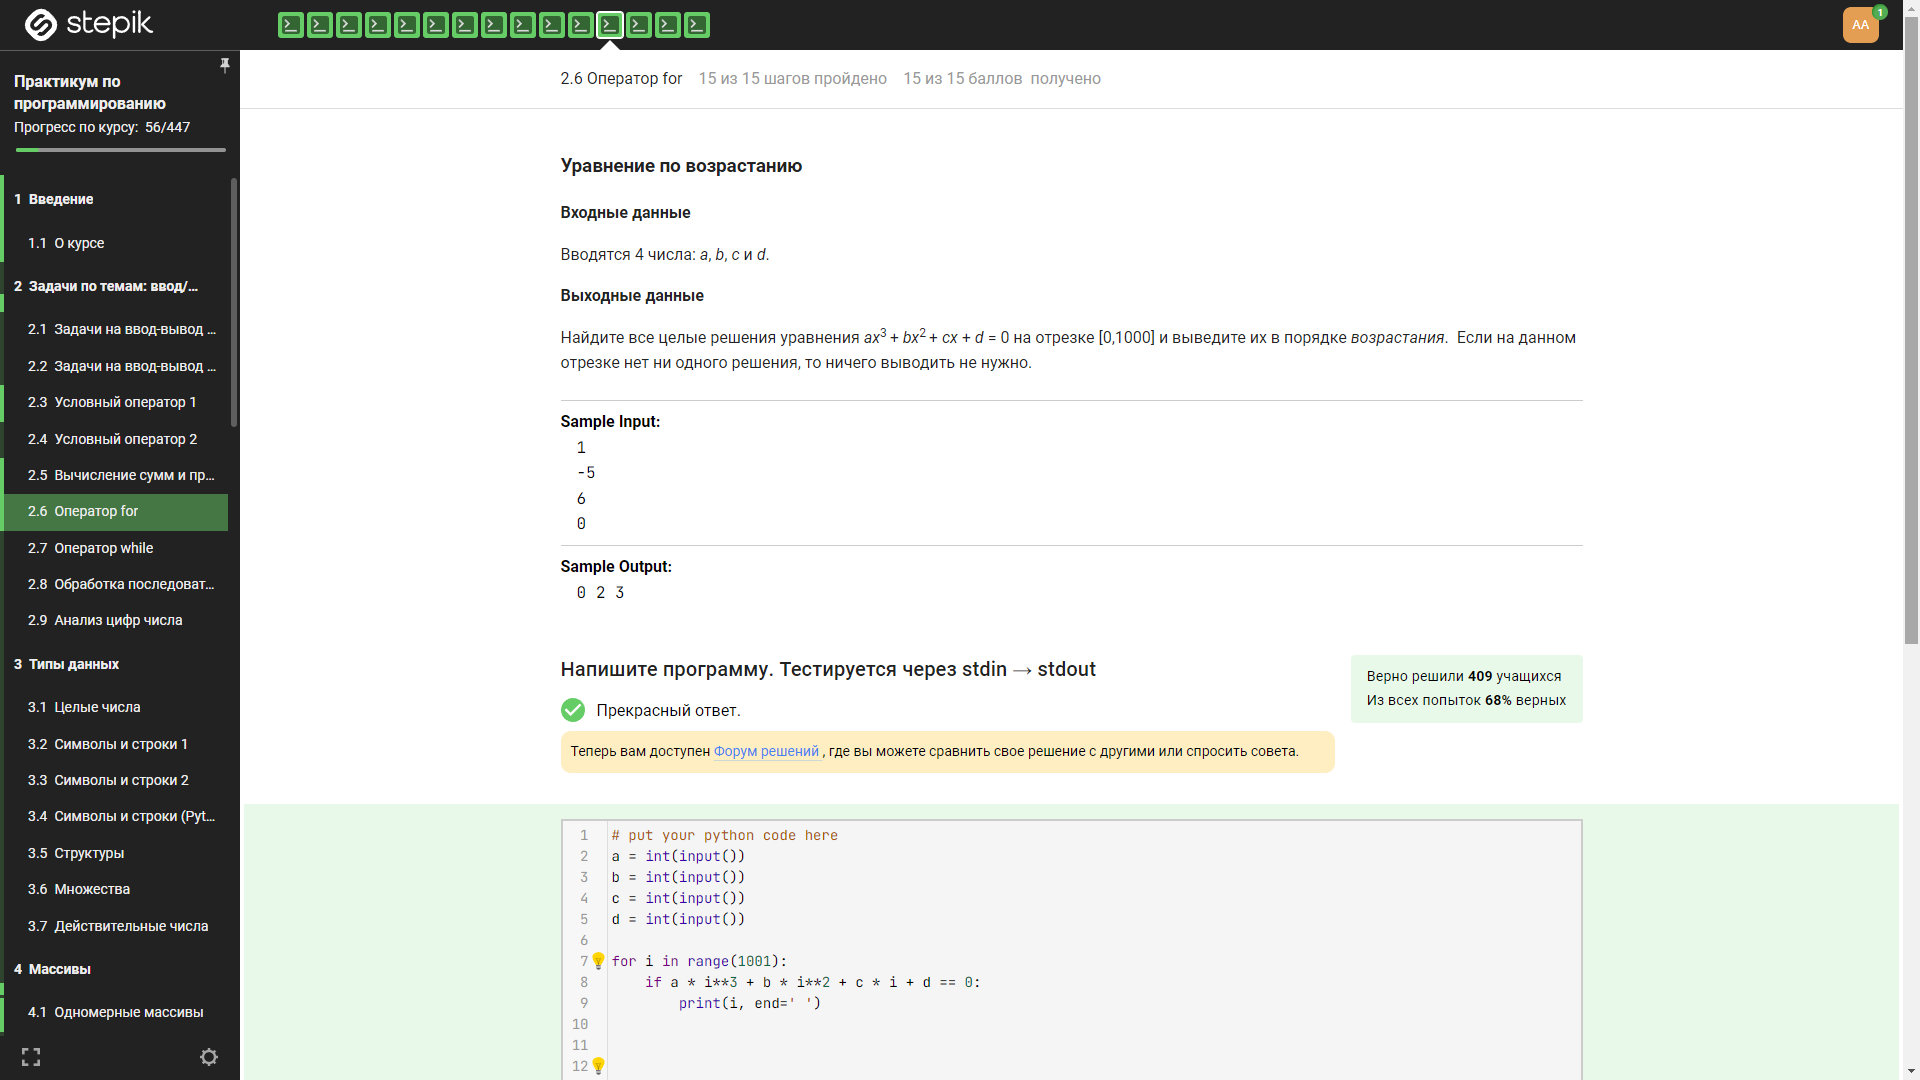 stepik
AA
1
Практикум по
программированию
Прогресс по курсу: 56/447
1 Введение
1.1 О курсе
2 Задачи по темам: ввод/...
2.1 Задачи на ввод-вывод ...
2.2 Задачи на ввод-вывод ...
2.3 Условный оператор 1
2.4 Условный оператор 2
2.5 Вычисление сумм и пр...
2.6 Оператор for
2.7 Оператор while
2.8 Обработка последоват...
2.9 Анализ цифр числа
3 Типы данных
3.1 Целые числа
3.2 Символы и строки 1
3.3 Символы и строки 2
3.4 Символы и строки (Pyt...
3.5 Структуры
3.6 Множества
3.7 Действительные числа
4 Массивы
4.1 Одномерные массивы
2.6 Оператор for 15 из 15 шагов пройдено 15 из 15 баллов получено
Уравнение по возрастанию
Входные данные
Вводятся 4 числа: a, b, c и d.
Выходные данные
Найдите все целые решения уравнения ax³ + bx² + cx + d = 0 на отрезке [0,1000] и выведите их в порядке возрастания. Если на данном
отрезке нет ни одного решения, то ничего выводить не нужно.
Sample Input:
1
-5
6
0
Sample Output:
0 2 3
Напишите программу. Тестируется через stdin → stdout
Верно решили 409 учащихся
Из всех попыток 68% верных
Прекрасный ответ.
Теперь вам доступен Форум решений , где вы можете сравнить свое решение с другими или спросить совета.
1 # put your python code here
2 a = int(input())
3 b = int(input())
4 c = int(input())
5 d = int(input())
6
7 for i in range(1001):
8     if a * i**3 + b * i**2 + c * i + d == 0:
9         print(i, end=' ')
10
11
12